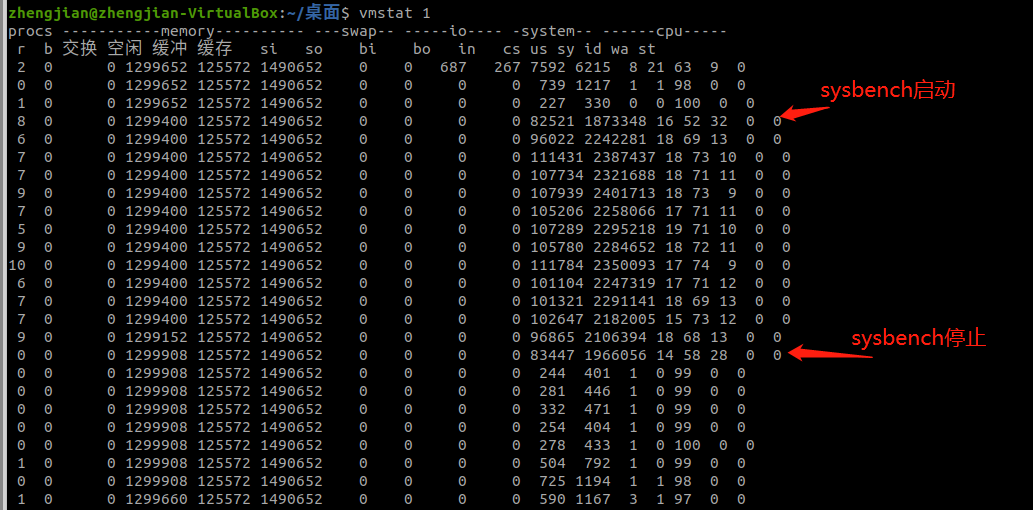 zhengjian@zhengjian-VirtualBox:~/桌面$ vmstat 1
procs -----------memory---------- ---swap-- -----io---- -system-- ------cpu-----
 r  b 交换 空闲 缓冲 缓存   si   so    bi    bo   in   cs us sy id wa st
 2  0      0 1299652 125572 1490652    0    0   687   267 7592 6215  8 21 63  9  0
 0  0      0 1299652 125572 1490652    0    0     0     0  739 1217  1  1 98  0  0
 1  0      0 1299652 125572 1490652    0    0     0     0  227  330  0  0 100  0  0
sysbench启动
 8  0      0 1299400 125572 1490652    0    0     0     0 82521 1873348 16 52 32  0  0
 6  0      0 1299400 125572 1490652    0    0     0     0 96022 2242281 18 69 13  0  0
 7  0      0 1299400 125572 1490652    0    0     0     0 111431 2387437 18 73 10  0  0
 7  0      0 1299400 125572 1490652    0    0     0     0 107734 2321688 18 71 11  0  0
 9  0      0 1299400 125572 1490652    0    0     0     0 107939 2401713 18 73  9  0  0
 7  0      0 1299400 125572 1490652    0    0     0     0 105206 2258066 17 71 11  0  0
 5  0      0 1299400 125572 1490652    0    0     0     0 107289 2295218 19 71 10  0  0
 9  0      0 1299400 125572 1490652    0    0     0     0 105780 2284652 18 72 11  0  0
10  0      0 1299400 125572 1490652    0    0     0     0 111784 2350093 17 74  9  0  0
 6  0      0 1299400 125572 1490652    0    0     0     0 101104 2247319 17 71 12  0  0
 7  0      0 1299400 125572 1490652    0    0     0     0 101321 2291141 18 69 13  0  0
 7  0      0 1299400 125572 1490652    0    0     0     0 102647 2182005 15 73 12  0  0
 9  0      0 1299152 125572 1490652    0    0     0     0 96865 2106394 18 68 13  0  0
sysbench停止
 0  0      0 1299908 125572 1490652    0    0     0     0 83447 1966056 14 58 28  0  0
 0  0      0 1299908 125572 1490652    0    0     0     0  244  401  1  0 99  0  0
 0  0      0 1299908 125572 1490652    0    0     0     0  281  446  1  0 99  0  0
 0  0      0 1299908 125572 1490652    0    0     0     0  332  471  1  0 99  0  0
 0  0      0 1299908 125572 1490652    0    0     0     0  254  404  1  0 99  0  0
 0  0      0 1299908 125572 1490652    0    0     0     0  278  433  1  0 100  0  0
 1  0      0 1299908 125572 1490652    0    0     0     0  504  792  1  0 99  0  0
 0  0      0 1299908 125572 1490652    0    0     0     0  725 1194  1  1 98  0  0
 1  0      0 1299660 125572 1490652    0    0     0     0  590 1167  3  1 97  0  0